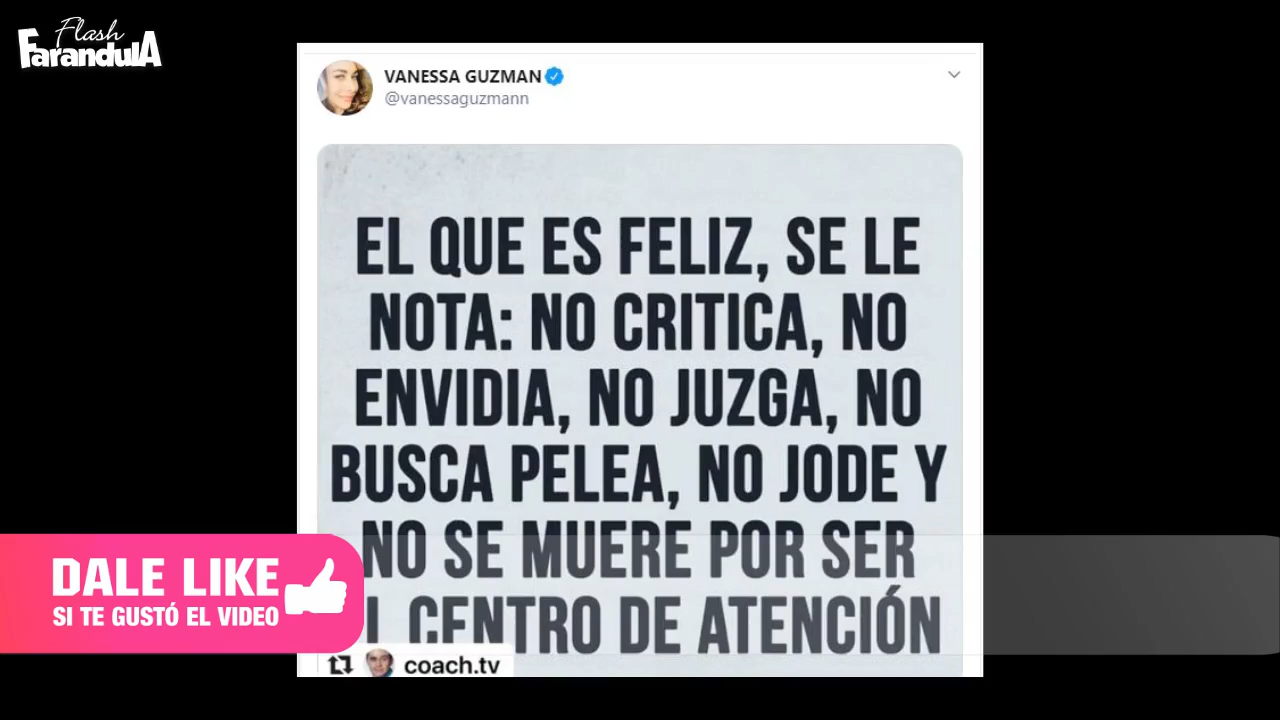 Flash
FarandulA
VANESSA GUZMAN
@vanessaguzmann
EL QUE ES FELIZ, SE LE
NOTA: NO CRITICA, NO
ENVIDIA, NO JUZGA, NO
BUSCA PELEA, NO JODE Y
NO SE MUERE POR SER
EL CENTRO DE ATENCIÓN
DALE LIKE
SI TE GUSTÓ EL VIDEO
coach.tv